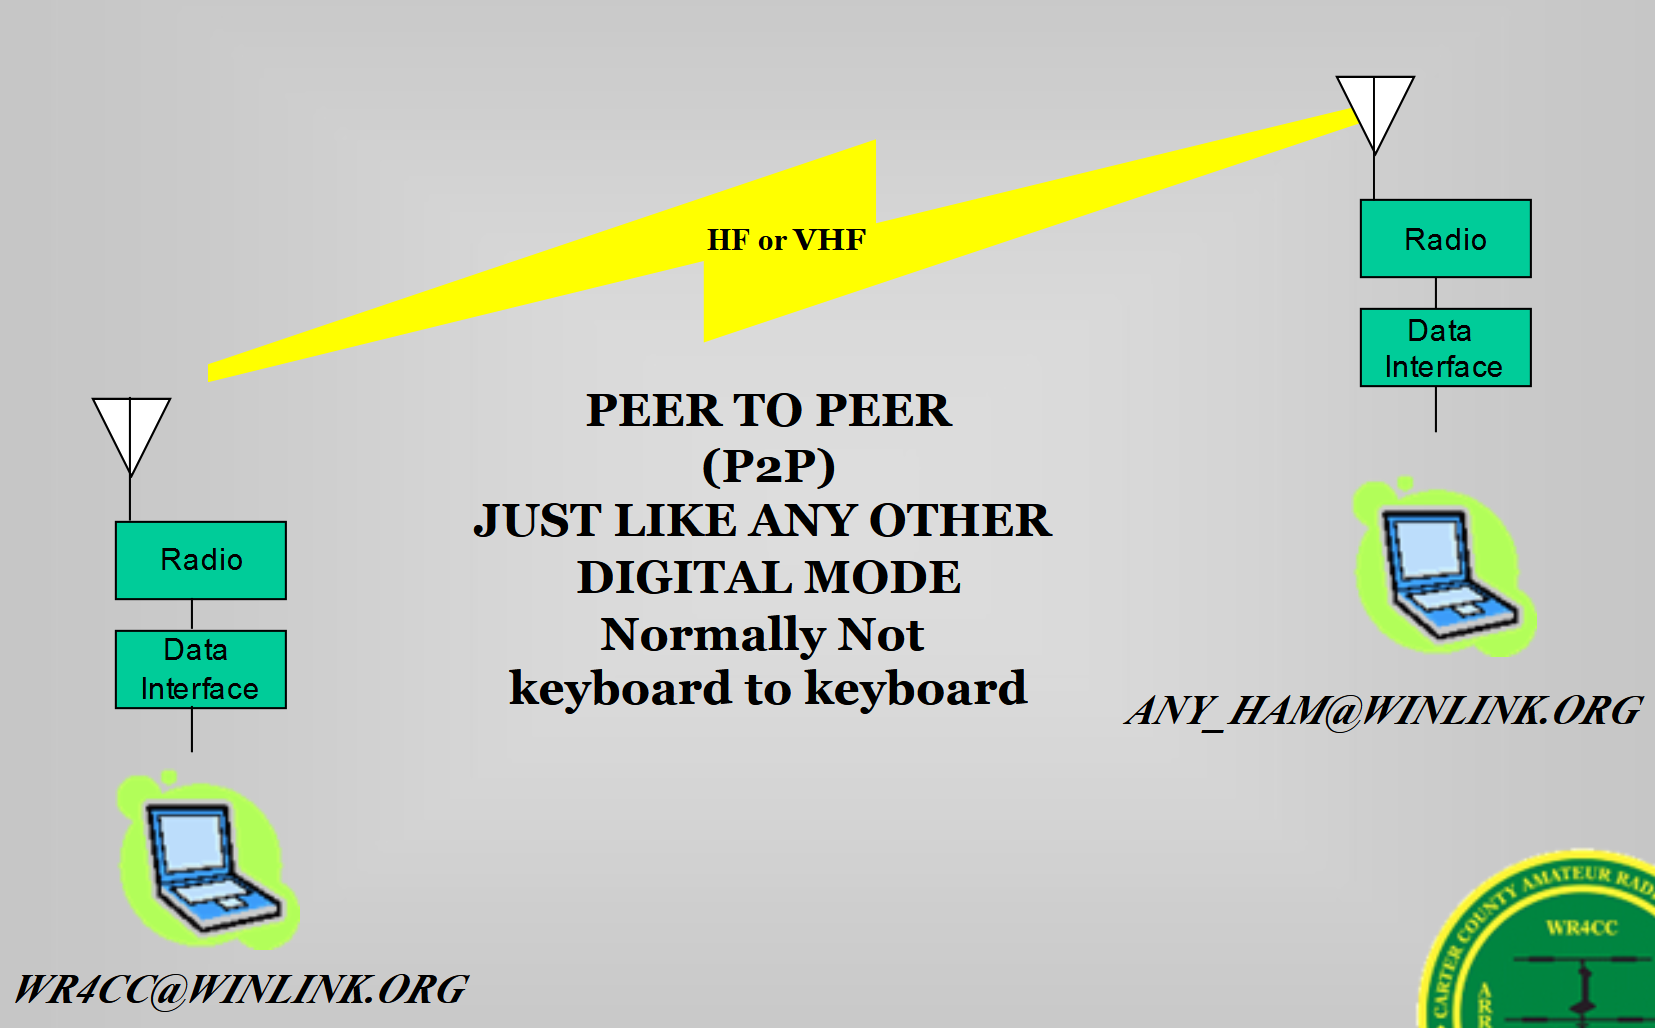 HF or VHF
Radio
Data
Interface
PEER TO PEER
(P2P)
JUST LIKE ANY OTHER
DIGITAL MODE
Normally Not
keyboard to keyboard
Radio
Data
Interface
ANY_HAM@WINLINK.ORG
WR4CC@WINLINK.ORG
CARTER COUNTY AMATEUR
WR4CC